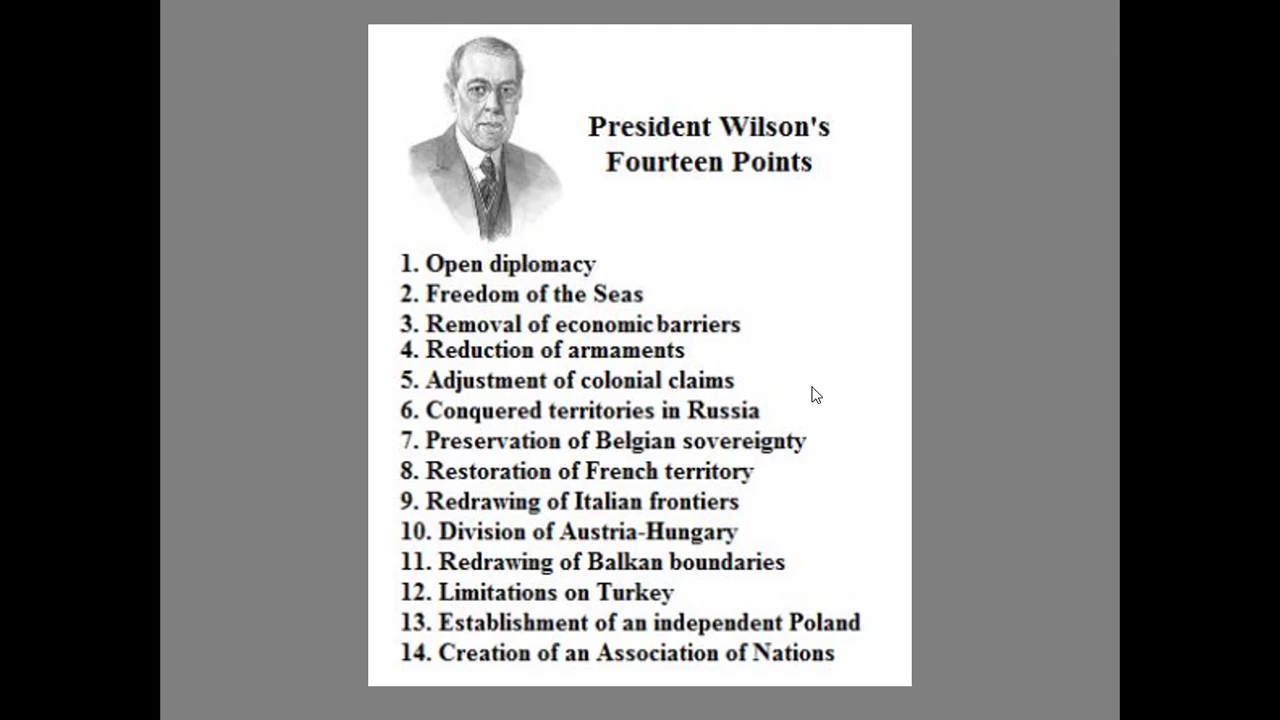 President Wilson's
Fourteen Points
1. Open diplomacy
2. Freedom of the Seas
3. Removal of economic barriers
4. Reduction of armaments
5. Adjustment of colonial claims
6. Conquered territories in Russia
7. Preservation of Belgian sovereignty
8. Restoration of French territory
9. Redrawing of Italian frontiers
10. Division of Austria-Hungary
11. Redrawing of Balkan boundaries
12. Limitations on Turkey
13. Establishment of an independent Poland
14. Creation of an Association of Nations